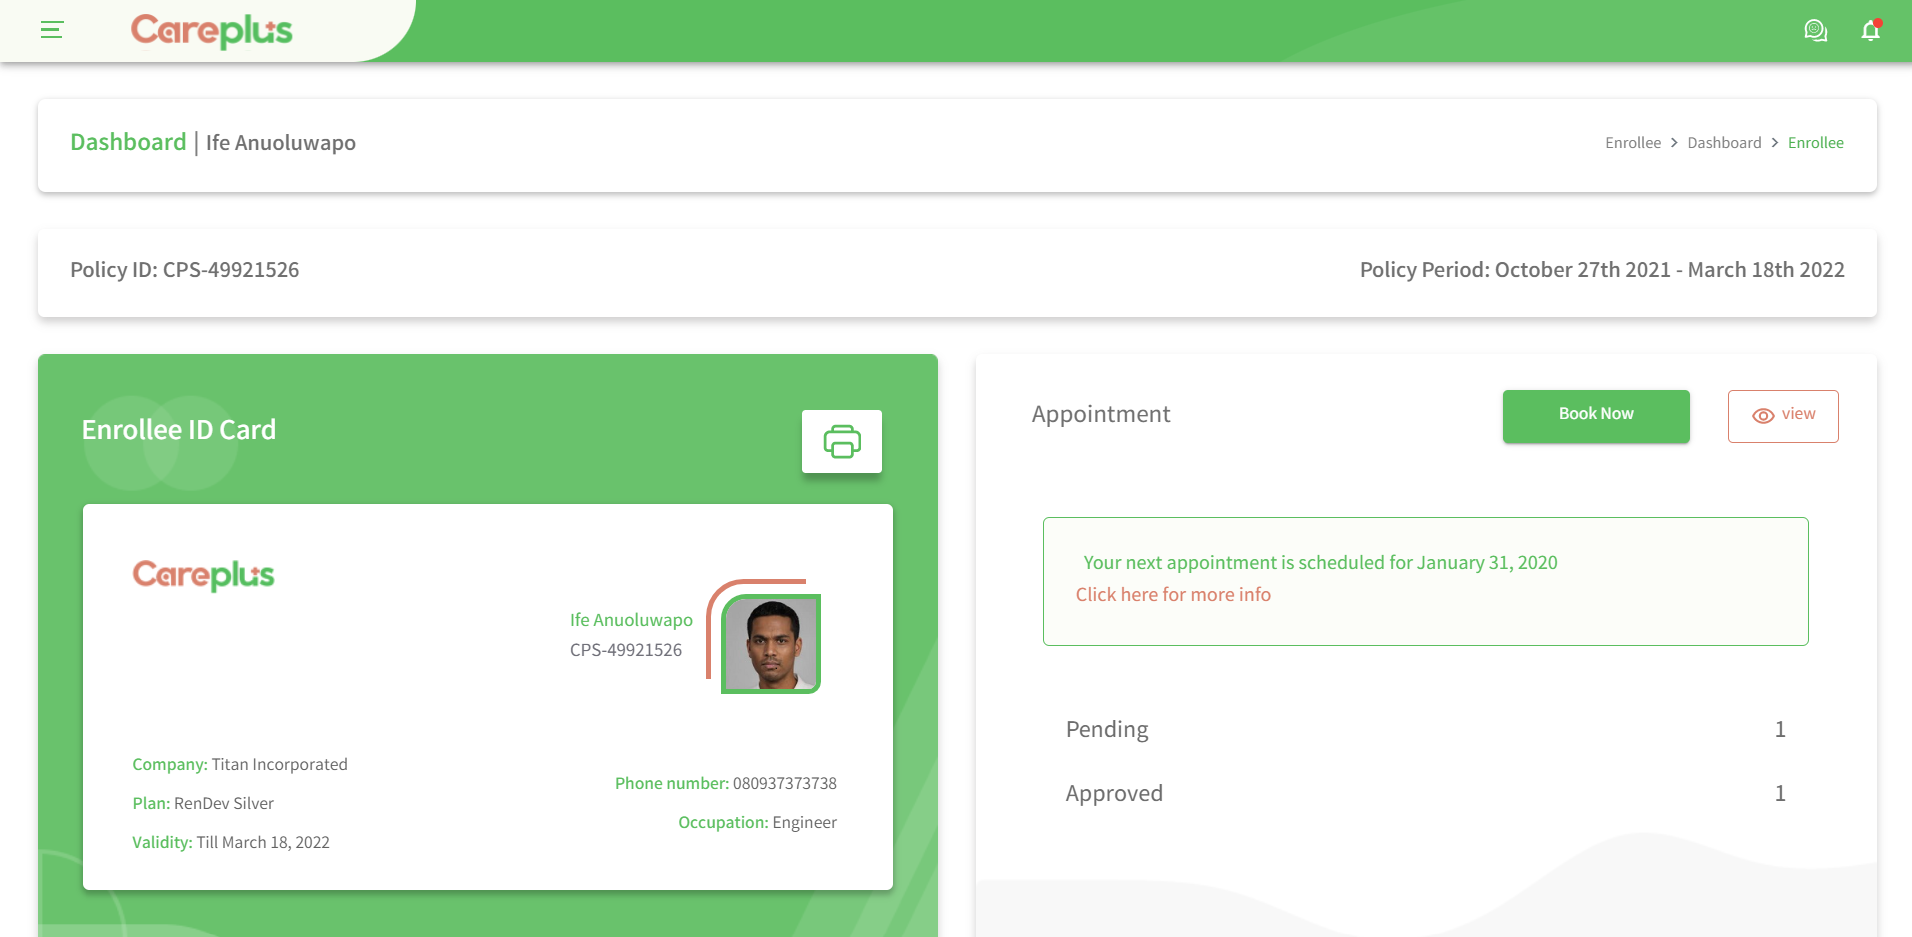 Careplus
Dashboard | Ife Anuoluwapo
Enrollee > Dashboard > Enrollee
Policy ID: CPS-49921526
Policy Period: October 27th 2021 - March 18th 2022
Enrollee ID Card
Careplus
Ife Anuoluwapo
CPS-49921526
Company: Titan Incorporated
Plan: RenDev Silver
Validity: Till March 18, 2022
Phone number: 080937373738
Occupation: Engineer
Appointment
Book Now
view
Your next appointment is scheduled for January 31, 2020
Click here for more info
Pending 1
Approved 1